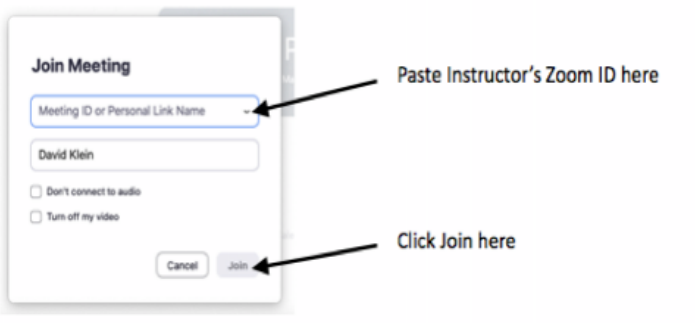 Join Meeting
Paste Instructor's Zoom ID here
Meeting ID or Personal Link Name
David Klein
Don't connect to audio
Turn off my video
Click Join here
Cancel
Join